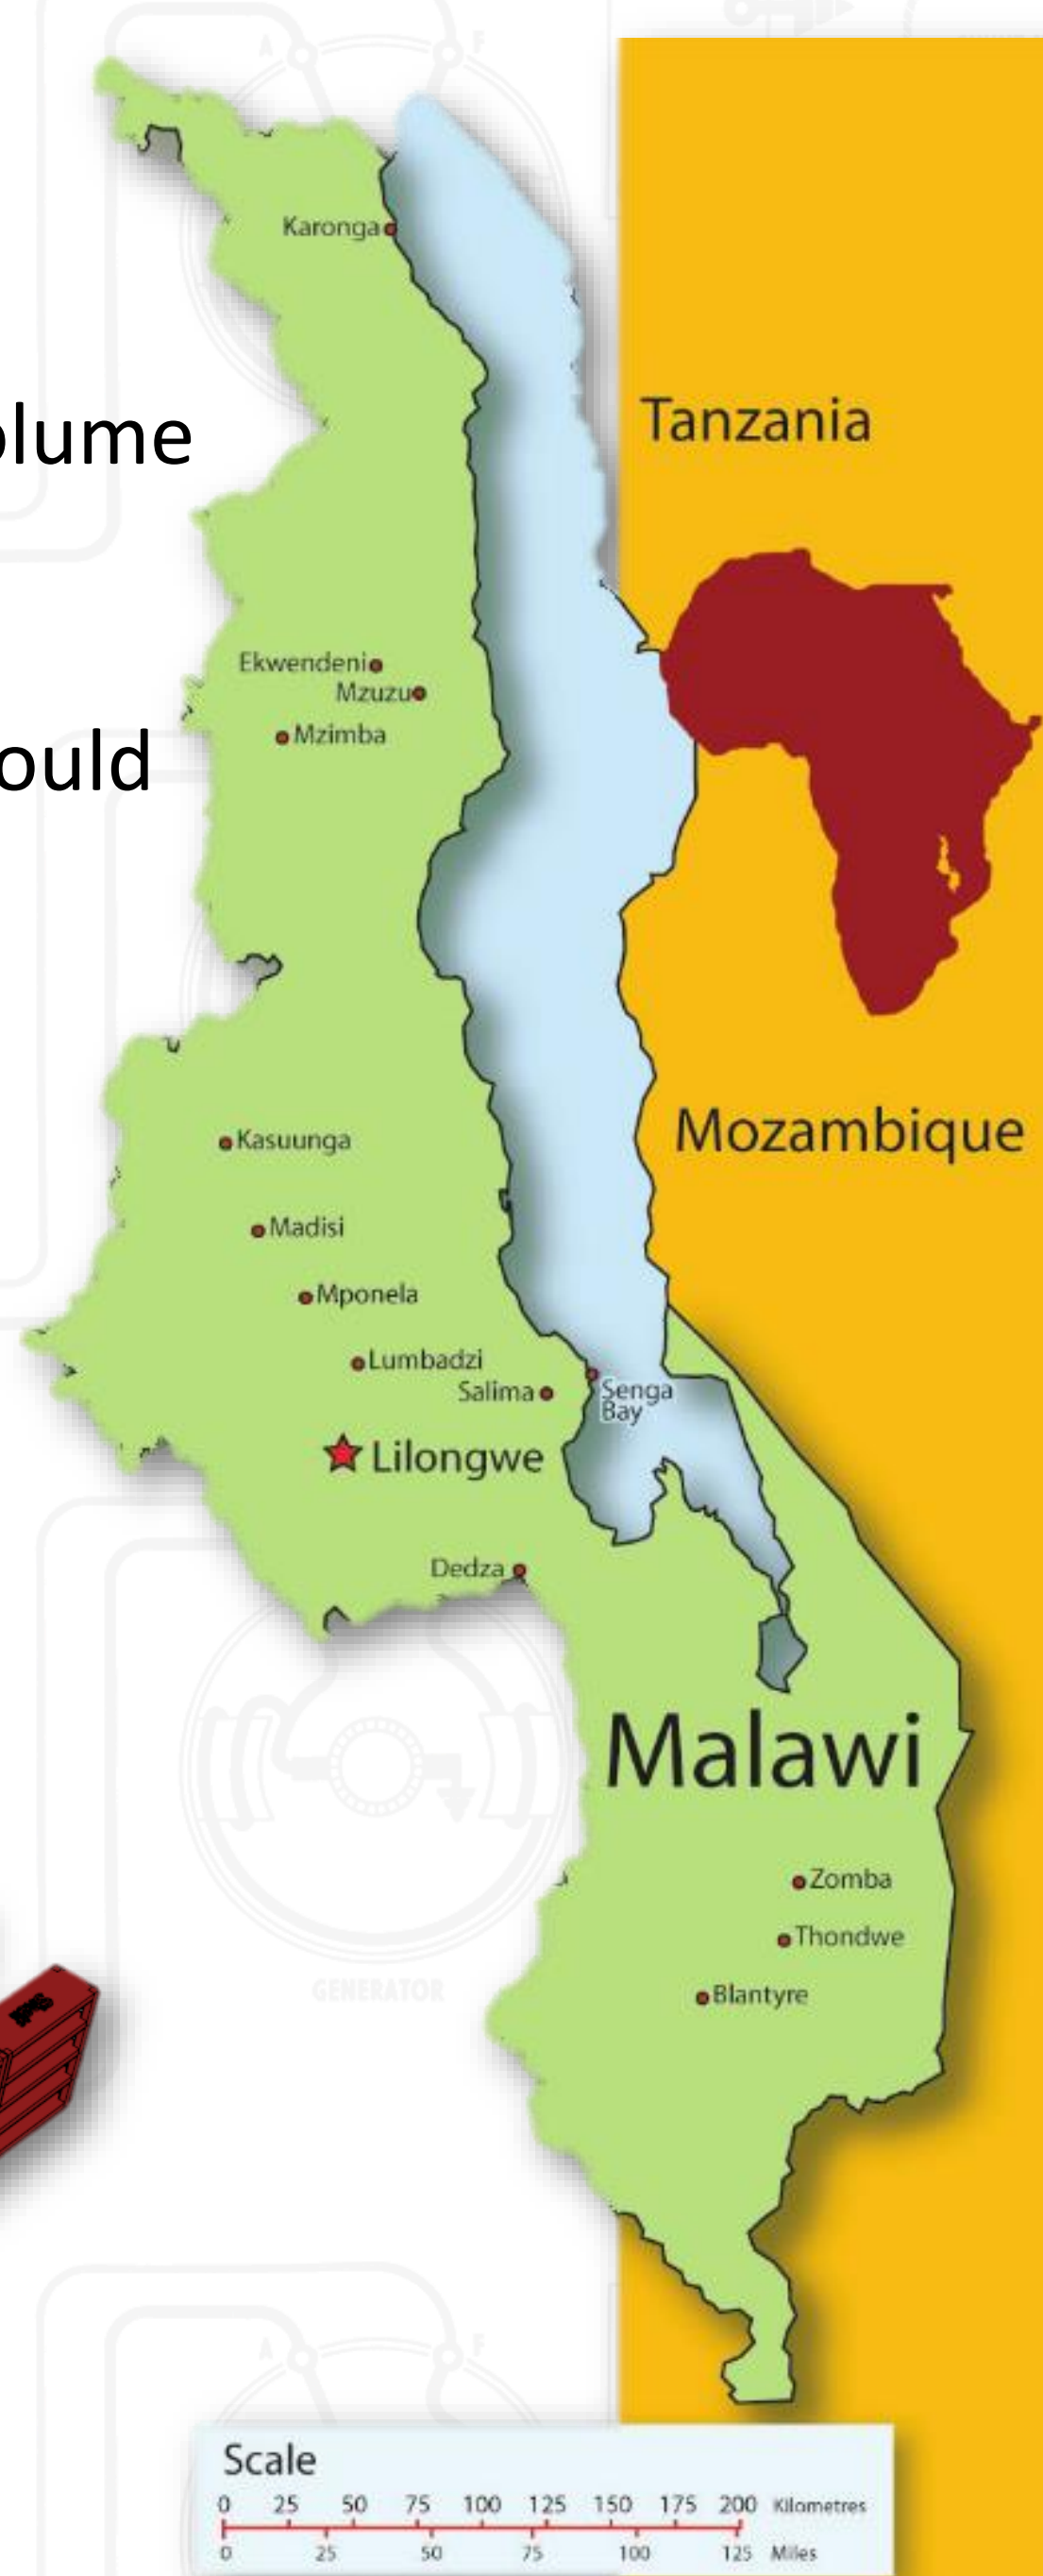 A F
Karonga
Tanzania
olume
Ekwendeni
Mzuzu
Mzimba
ould
Mozambique
Kasuunga
Madisi
Mponela
Lumbadzi
Salima
Senga
Bay
Lilongwe
Dedza
Malawi
Zomba
Thondwe
GENERATOR
Blantyre
A F
Scale
0 25 50 75 100 125 150 175 200 Kilometres
0 25 50 75 100 125 Miles